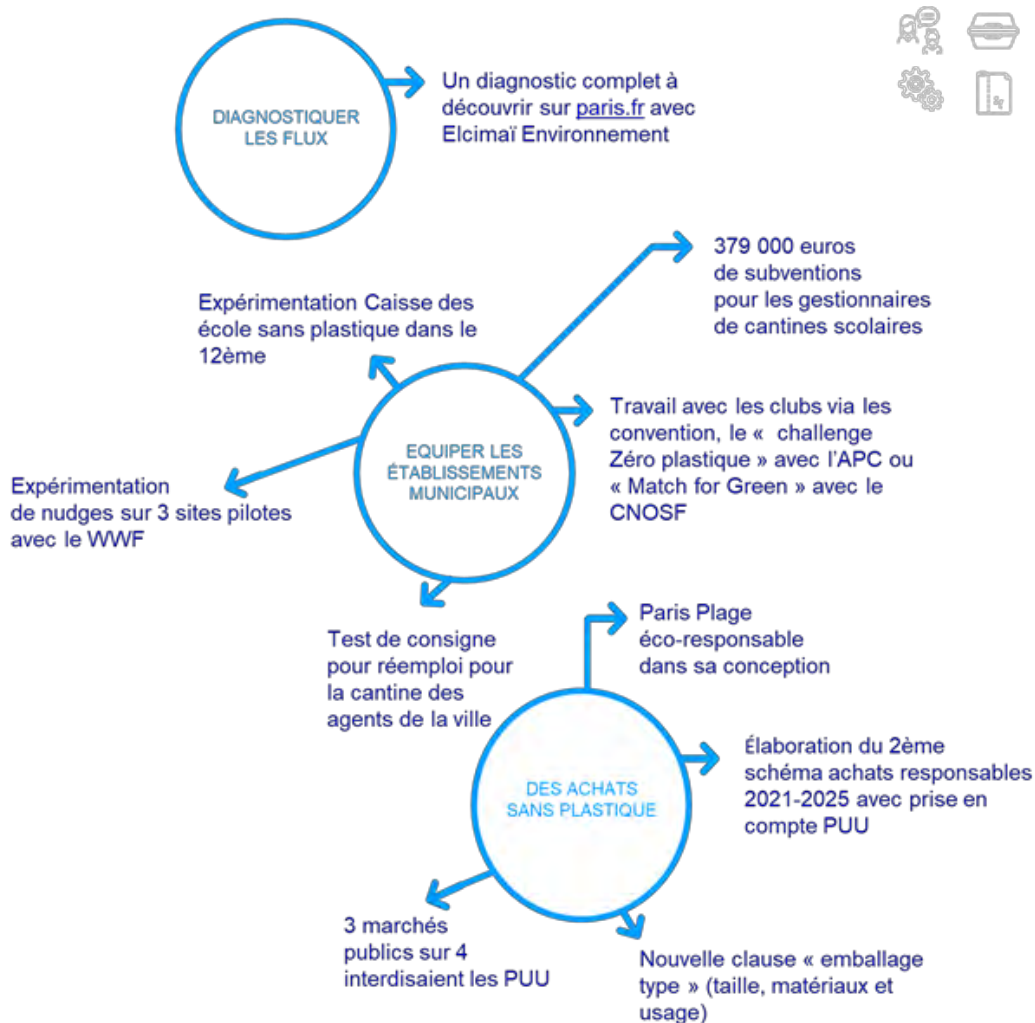 DIAGNOSTIQUER
LES FLUX
Un diagnostic complet à
découvrir sur paris.fr avec
Elcimaï Environnement
379 000 euros
de subventions
pour les gestionnaires
de cantines scolaires
Expérimentation Caisse des
école sans plastique dans le
12ème
EQUIPER LES
ÉTABLISSEMENTS
MUNICIPAUX
Travail avec les clubs via les
convention, le « challenge
Zéro plastique » avec l’APC ou
« Match for Green » avec le
CNOSF
Expérimentation
de nudges sur 3 sites pilotes
avec le WWF
Test de consigne
pour réemploi pour
la cantine des
agents de la ville
Paris Plage
éco-responsable
dans sa conception
DES ACHATS
SANS PLASTIQUE
Élaboration du 2ème
schéma achats responsables
2021-2025 avec prise en
compte PUU
3 marchés
publics sur 4
interdisaient les PUU
Nouvelle clause « emballage
type » (taille, matériaux et
usage)